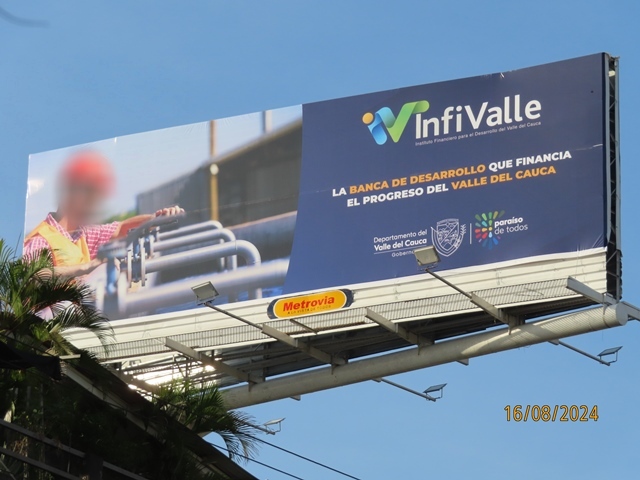 InfiValle
Instituto Financiero para el Desarrollo del Valle del Cauca
LA BANCA DE DESARROLLO QUE FINANCIA
EL PROGRESO DEL VALLE DEL CAUCA
Departamento del
Valle del Cauca
paraíso
de todos
Metrovia
16/08/2024